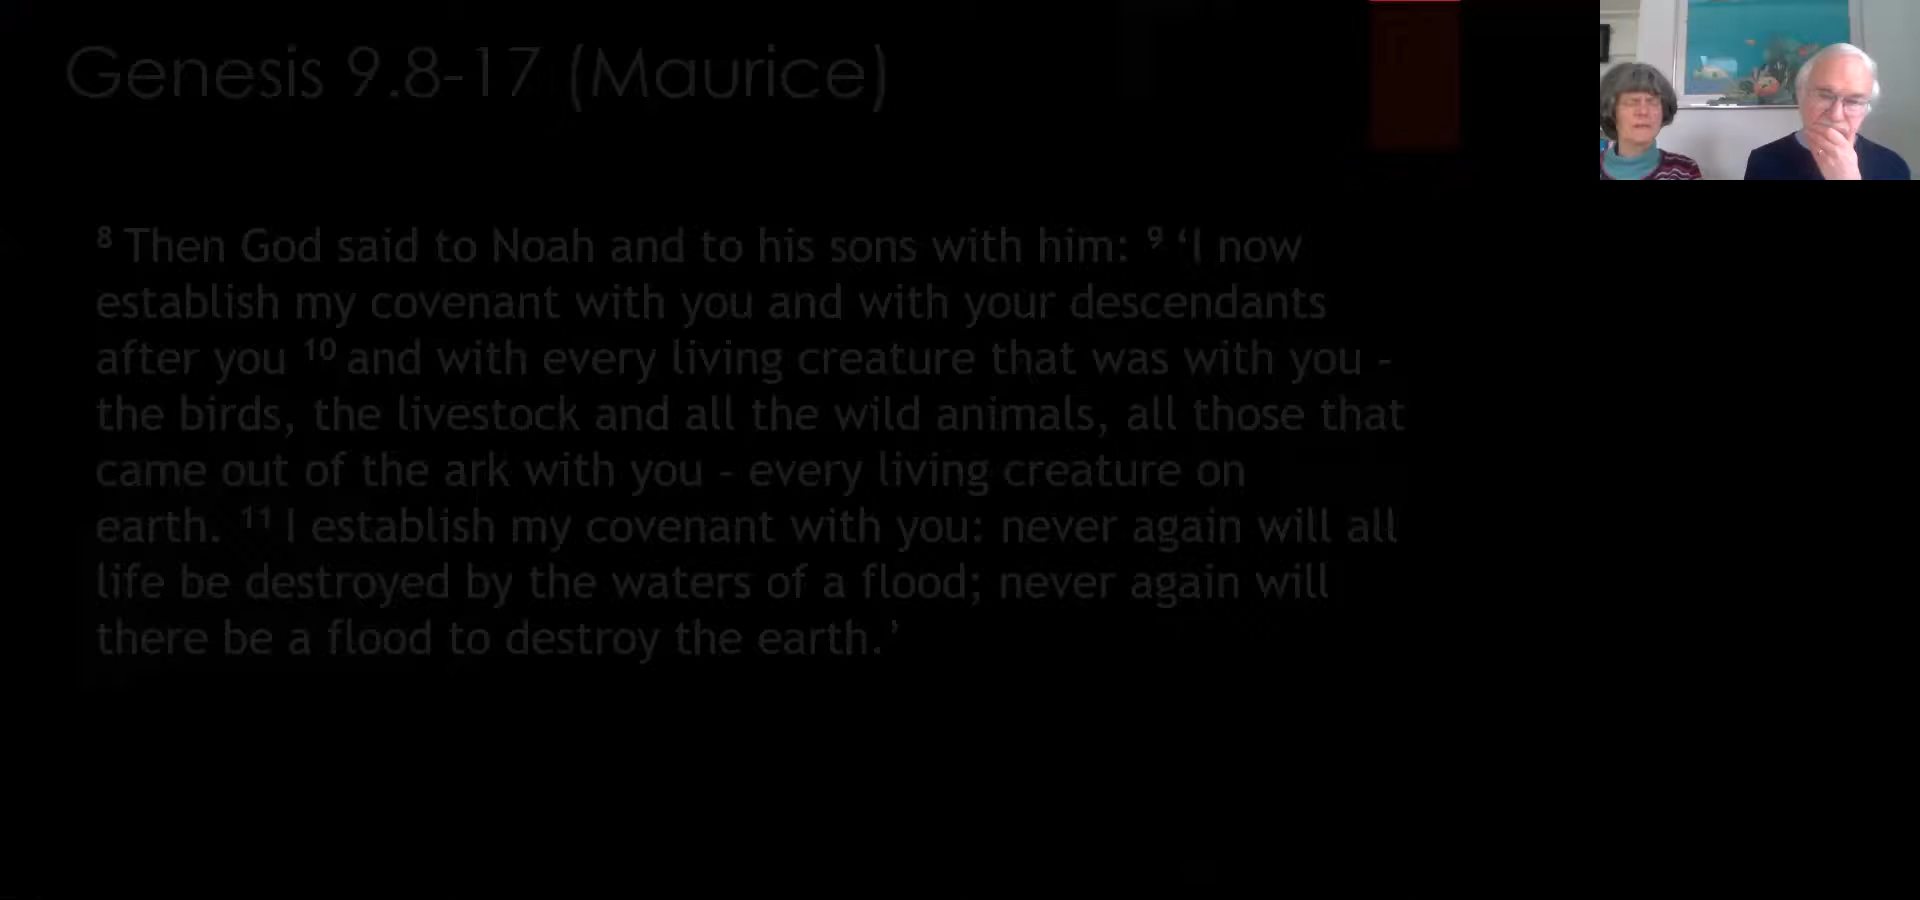 Genesis 9.8-17 (Maurice)
8 Then God said to Noah and to his sons with him: 9 ‘I now
establish my covenant with you and with your descendants
after you 10 and with every living creature that was with you –
the birds, the livestock and all the wild animals, all those that
came out of the ark with you – every living creature on
earth. 11 I establish my covenant with you: never again will all
life be destroyed by the waters of a flood; never again will
there be a flood to destroy the earth.’